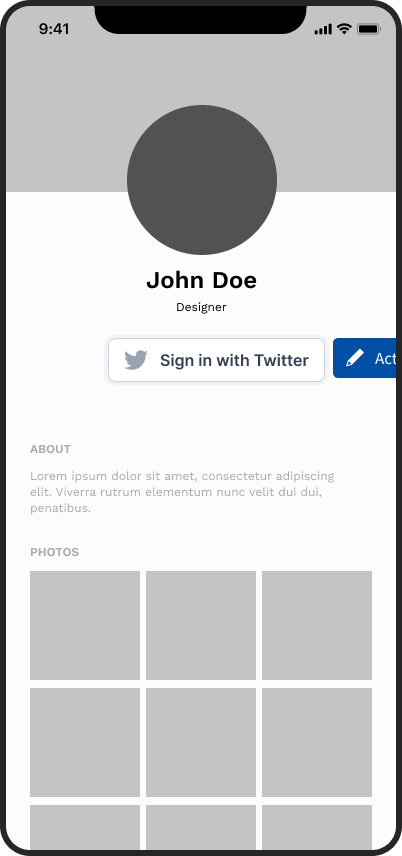 9:41
John Doe
Designer
Sign in with Twitter
Act
ABOUT
Lorem ipsum dolor sit amet, consectetur adipiscing
elit. Viverra rutrum elementum nunc velit dui dui,
penatibus.
PHOTOS